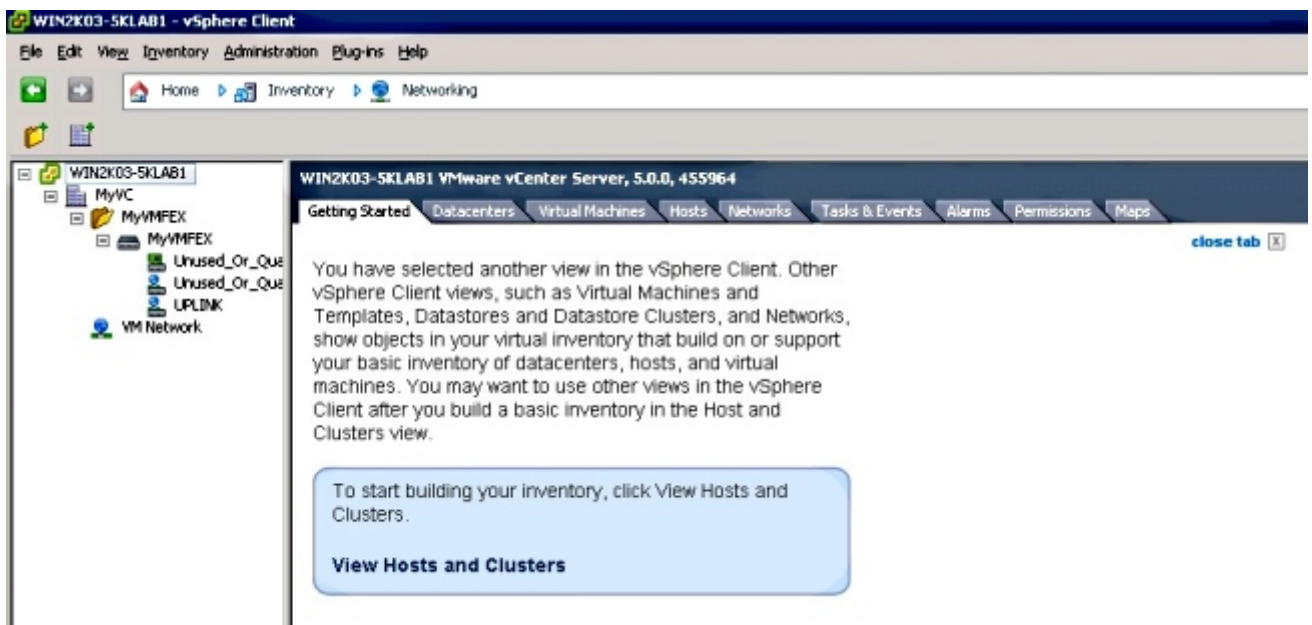 WIN2K03-5KLAB1 - vSphere Client
File Edit View Inventory Administration Plug-ins Help
Home Inventory Networking
WIN2K03-5KLAB1
MyVC
MyVMFEX
MyVMFEX
Unused_Or_Qua
Unused_Or_Qua
UPLINK
VM Network
WIN2K03-5KLAB1 VMware vCenter Server, 5.0.0, 455964
Getting Started Datacenters Virtual Machines Hosts Networks Tasks & Events Alarms Permissions Maps
close tab X
You have selected another view in the vSphere Client. Other
vSphere Client views, such as Virtual Machines and
Templates, Datastores and Datastore Clusters, and Networks,
show objects in your virtual inventory that build on or support
your basic inventory of datacenters, hosts, and virtual
machines. You may want to use other views in the vSphere
Client after you build a basic inventory in the Host and
Clusters view.
To start building your inventory, click View Hosts and
Clusters.
View Hosts and Clusters